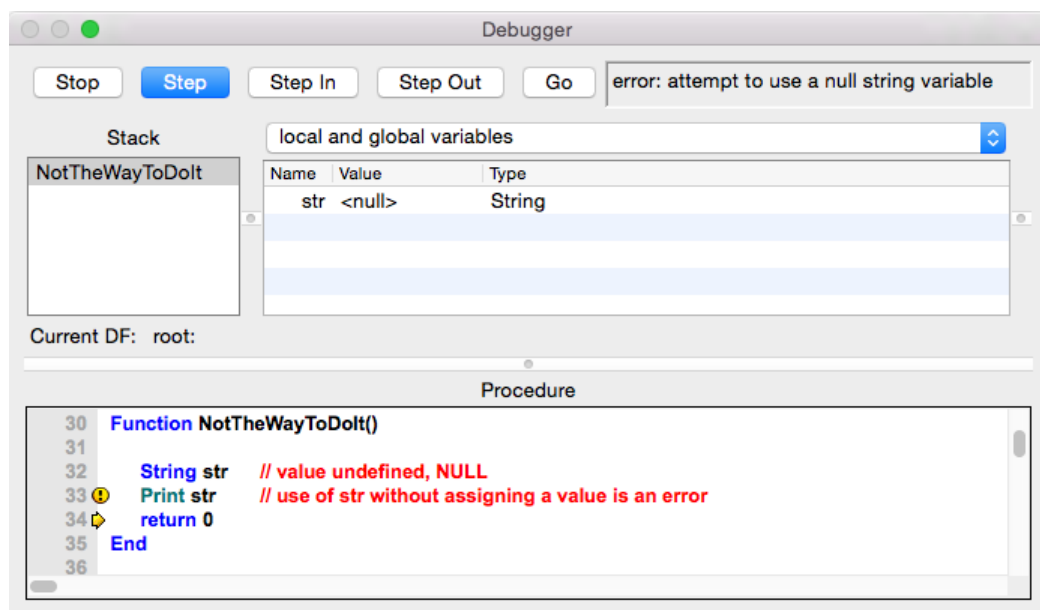 Debugger
Stop Step Step In Step Out Go error: attempt to use a null string variable
Stack local and global variables
NotTheWayToDoIt
Name Value Type
str <null> String
Current DF: root:
Procedure
30 Function NotTheWayToDoIt()
31
32 String str // value undefined, NULL
33 Print str // use of str without assigning a value is an error
34 return 0
35 End
36